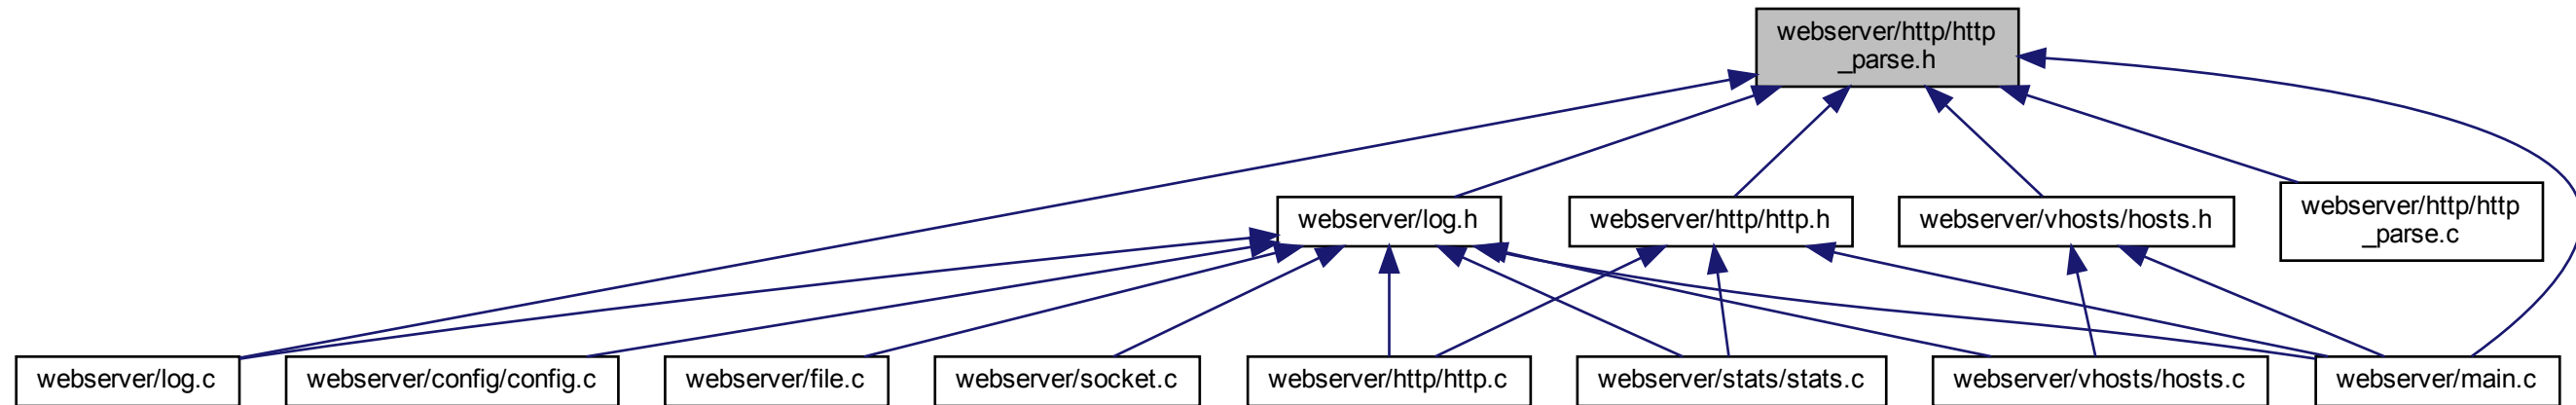 webserver/http/http
_parse.h
webserver/log.h
webserver/http/http.h
webserver/vhosts/hosts.h
webserver/http/http
_parse.c
webserver/log.c
webserver/config/config.c
webserver/file.c
webserver/socket.c
webserver/http/http.c
webserver/stats/stats.c
webserver/vhosts/hosts.c
webserver/main.c